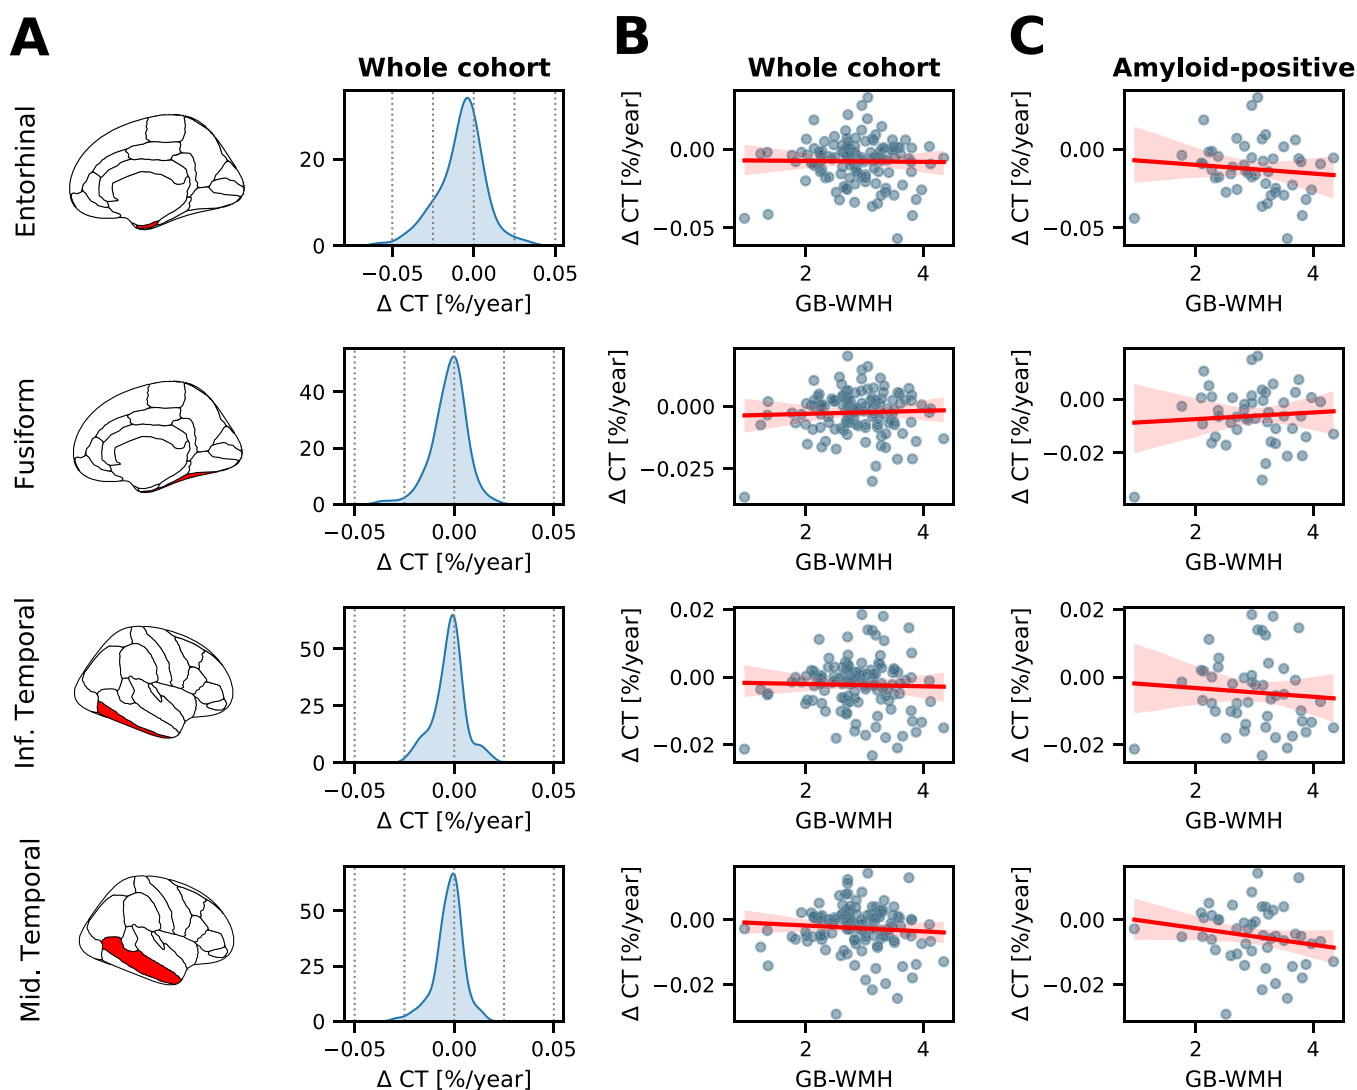 A
B
C
Whole cohort
Whole cohort
Amyloid-positive
Entorhinal
20
0
−0.05
0.00
0.05
Δ CT [%/year]
Δ CT [%/year]
0.00
−0.05
2
4
GB-WMH
Δ CT [%/year]
0.00
−0.05
2
4
GB-WMH
Fusiform
40
20
0
−0.05
0.00
0.05
Δ CT [%/year]
Δ CT [%/year]
0.000
−0.025
2
4
GB-WMH
Δ CT [%/year]
0.00
−0.02
2
4
GB-WMH
Inf. Temporal
50
25
0
−0.05
0.00
0.05
Δ CT [%/year]
Δ CT [%/year]
0.02
0.00
−0.02
2
4
GB-WMH
Δ CT [%/year]
0.02
0.00
−0.02
2
4
GB-WMH
Mid. Temporal
50
25
0
−0.05
0.00
0.05
Δ CT [%/year]
Δ CT [%/year]
0.00
−0.02
2
4
GB-WMH
Δ CT [%/year]
0.00
−0.02
2
4
GB-WMH